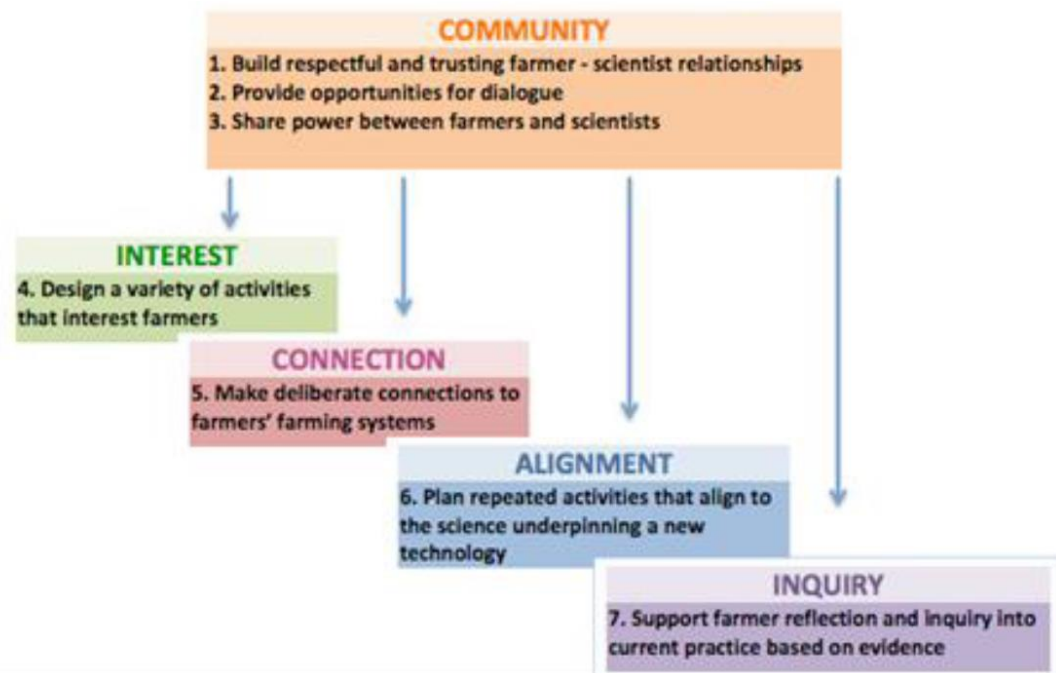 COMMUNITY
1. Build respectful and trusting farmer - scientist relationships
2. Provide opportunities for dialogue
3. Share power between farmers and scientists
INTEREST
4. Design a variety of activities
that interest farmers
CONNECTION
5. Make deliberate connections to
farmers' farming systems
ALIGNMENT
6. Plan repeated activities that align to
the science underpinning a new
technology
INQUIRY
7. Support farmer reflection and inquiry into
current practice based on evidence